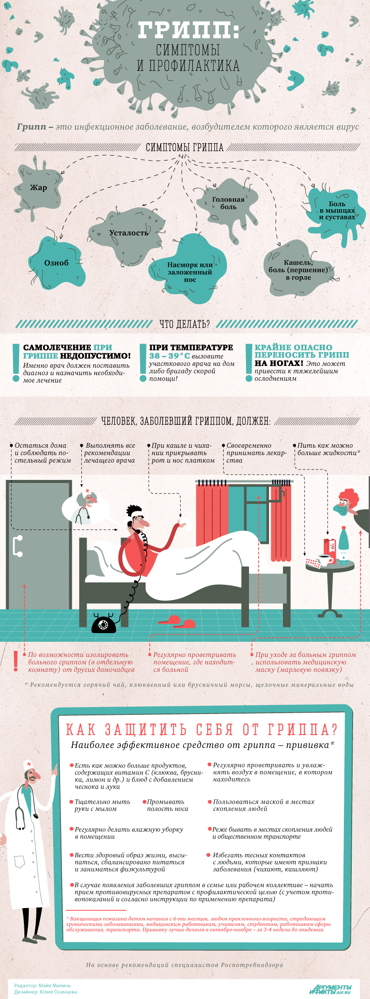 ГРИПП:
СИМПТОМЫ
И ПРОФИЛАКТИКА
Грипп – это инфекционное заболевание, возбудителем которого является вирус
СИМПТОМЫ ГРИППА
Жар
Головная
боль
Боль
в мышцах
и суставах
Усталость
Озноб
Насморк или
заложенный
нос
Кашель,
боль (першение)
в горле
ЧТО ДЕЛАТЬ?
САМОЛЕЧЕНИЕ ПРИ
ГРИППЕ НЕДОПУСТИМО!
Именно врач должен поставить
диагноз и назначить необходи-
мое лечение
ПРИ ТЕМПЕРАТУРЕ
38 – 39°C вызовите
участкового врача на дом
либо бригаду скорой
помощи!
КРАЙНЕ ОПАСНО
ПЕРЕНОСИТЬ ГРИПП
НА НОГАХ! Это может
привести к тяжелейшим
ослоднениям
ЧЕЛОВЕК, ЗАБОЛЕВШИЙ ГРИППОМ, ДОЛЖЕН:
Остаться дома
и соблюдать по-
стельный режим
Выполнять все
рекомендации
лечащего врача
При кашле и чиха-
нии прикрывать
рот и нос платком
Своевременно
принимать лекар-
ства
Пить как можно
больше жидкости*
ВОДА
! По возможности изолировать
больного гриппом (в отдельную
комнату) от других домочадцев
Регулярно проветривать
помещение, где находит-
ся больной
При уходе за больным гриппом
использовать медицинскую
маску (марлевую повязку)
* Рекомендуется горячий чай, клюквенный или брусничный морсы, щелочные минеральные воды
КАК ЗАЩИТИТЬ СЕБЯ ОТ ГРИППА?
Наиболее эффективное средство от гриппа – прививка*
Есть как можно больше продуктов,
содержащих витамин С (клюква, брусни-
ка, лимон и др.) и блюд с добавлением
чеснока и лука
Регулярно проветривать и увлаж-
нять воздух в помещение, в котором
находитесь
Тщательно мыть
руки с мылом
Промывать
полость носа
Пользоваться маской в местах
скопления людей
Регулярно делать влажную уборку
в помещении
Реже бывать в местах скопления людей
и общественном транспорте
Вести здоровый образ жизни, высы-
паться, сбалансировано питаться
и заниматься физкультурой
Избегать тесных контактов
с людьми, которые имеют признаки
заболевания (чихают, кашляют)
В случае появления заболевших гриппом в семье или рабочем коллективе – начать
прием противовирусных препаратов с профилактической целью (с учетом проти-
вопоказаний и согласно инструкции по применению препарата)
* Вакцинация показана детям начиная с 6-ти месяцев, людям преклонного возраста, страдающим
хроническими заболеваниями, медицинским работникам, учителям, студентам, работникам сферы
обслуживания, транспорта. Прививку лучше делаьт в октябре-ноябре – за 3-4 недели до эпидемии
На основе рекомендаций специалистов Роспотребнадзора
Редактор: Майя Миличь
Дизайнер: Юлия Осинцева
АРГУМЕНТЫ
И ФАКТЫ AIF.RU